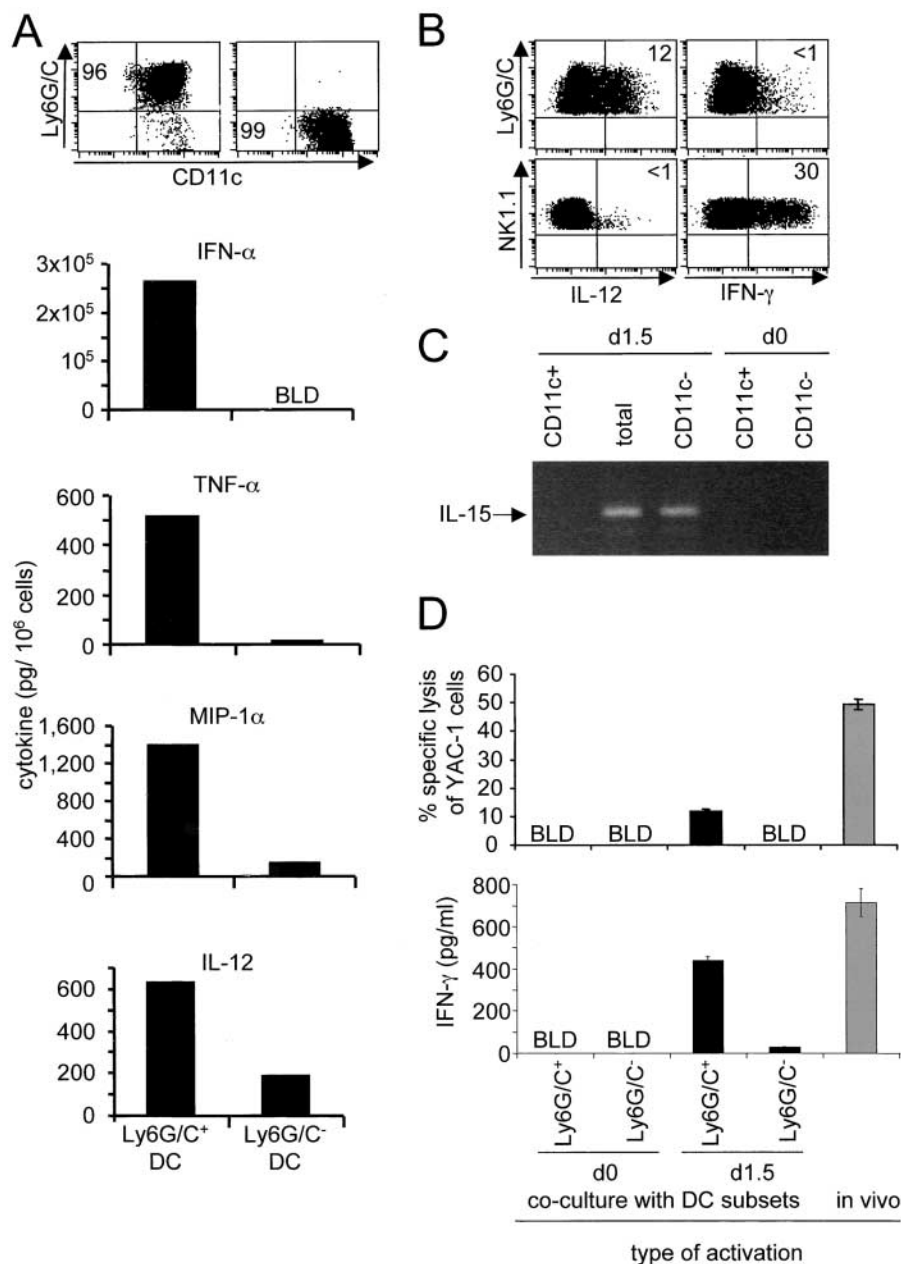 A
Ly6G/C
96
99
CD11c
cytokine (pg/ 10⁶ cells)
IFN-α
3x10⁵
2x10⁵
10⁵
0
BLD
TNF-α
600
400
200
0
MIP-1α
1,600
1,200
800
400
0
IL-12
600
400
200
0
Ly6G/C⁺ DC
Ly6G/C⁻ DC
B
Ly6G/C
12
<1
NK1.1
<1
30
IL-12
IFN-γ
C
d1.5
d0
CD11c+
total
CD11c-
CD11c+
CD11c-
IL-15
D
% specific lysis
of YAC-1 cells
60
50
40
30
20
10
0
BLD
BLD
BLD
IFN-γ (pg/ml)
800
600
400
200
0
BLD
BLD
Ly6G/C⁺
Ly6G/C⁻
Ly6G/C⁺
Ly6G/C⁻
d0
d1.5
co-culture with DC subsets
in vivo
type of activation